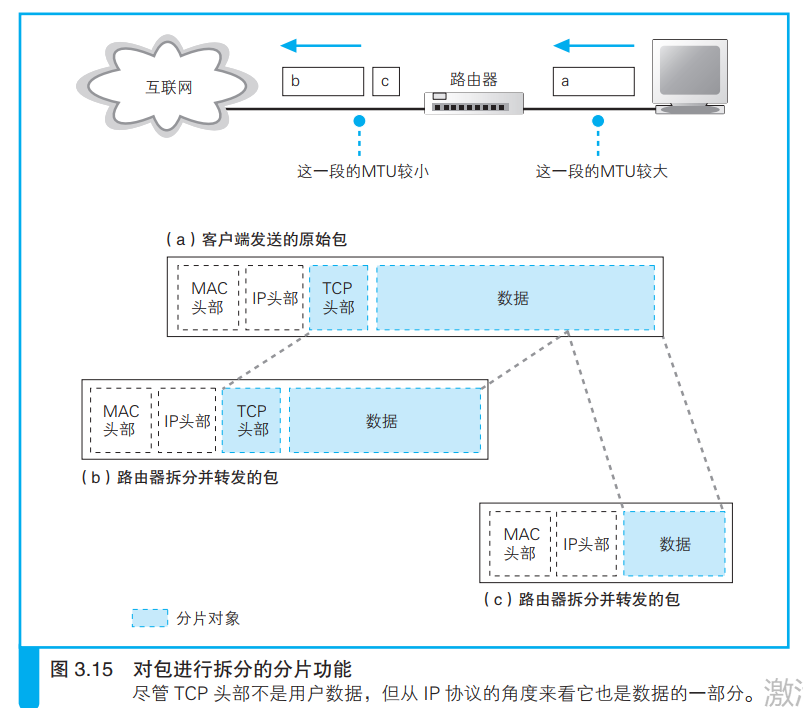 b
c
路由器
a
互联网
这一段的MTU较小
这一段的MTU较大
(a)客户端发送的原始包
MAC
头部
IP头部
TCP
头部
数据
MAC
头部
IP头部
TCP
头部
数据
(b)路由器拆分并转发的包
MAC
头部
IP头部
数据
(c)路由器拆分并转发的包
分片对象
图 3.15 对包进行拆分的分片功能
尽管 TCP 头部不是用户数据，但从 IP 协议的角度来看它也是数据的一部分。
激